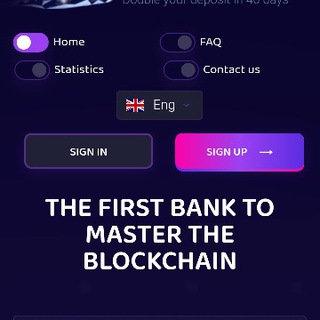 Double your deposit in 40 days
Home
FAQ
Statistics
Contact us
Eng
SIGN IN
SIGN UP
THE FIRST BANK TO
MASTER THE
BLOCKCHAIN